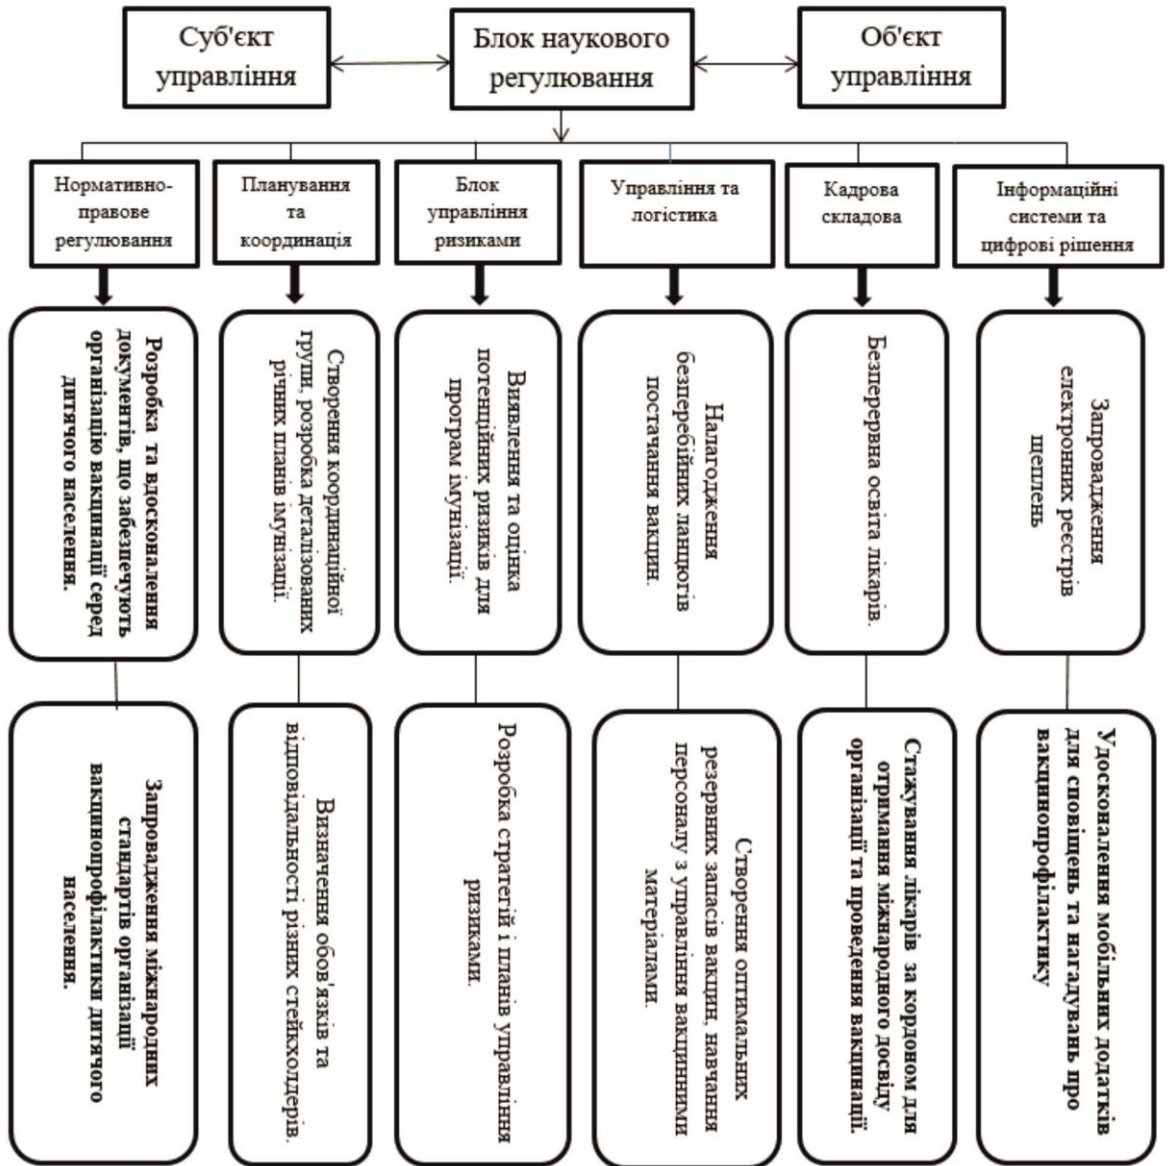 Суб'єкт
управління
Блок наукового
регулювання
Об'єкт
управління
Нормативно-
правове
регулювання
Планування
та
координація
Блок
управління
ризиками
Управління та
логістика
Кадрова
складова
Інформаційні
системи та
цифрові рішення
Розробка та вдосконалення
документів, що забезпечують
організацію вакцинації серед
дитячого населення.
Створення координаційної
групи, розробка деталізованих
річних планів імунізації.
Виявлення та оцінка
потенційних ризиків для
програм імунізації.
Налагодження
безперебійних ланцюгів
постачання вакцин.
Безперервна освіта лікарів.
Запровадження
електронних реєстрів
щеплень
Запровадження міжнародних
стандартів організації
вакцинопрофілактики дитячого
населення.
Визначення обов'язків та
відповідальності різних стейкхолдерів.
Розробка стратегій і планів управління
ризиками.
Створення оптимальних
резервних запасів вакцин, навчання
персоналу з управління вакцинними
матеріалами.
Стажування лікарів за кордоном для
отримання міжнародного досвіду
організації та проведення вакцинації.
Удосконалення мобільних додатків
для сповіщень та нагадувань про
вакцинопрофілактику